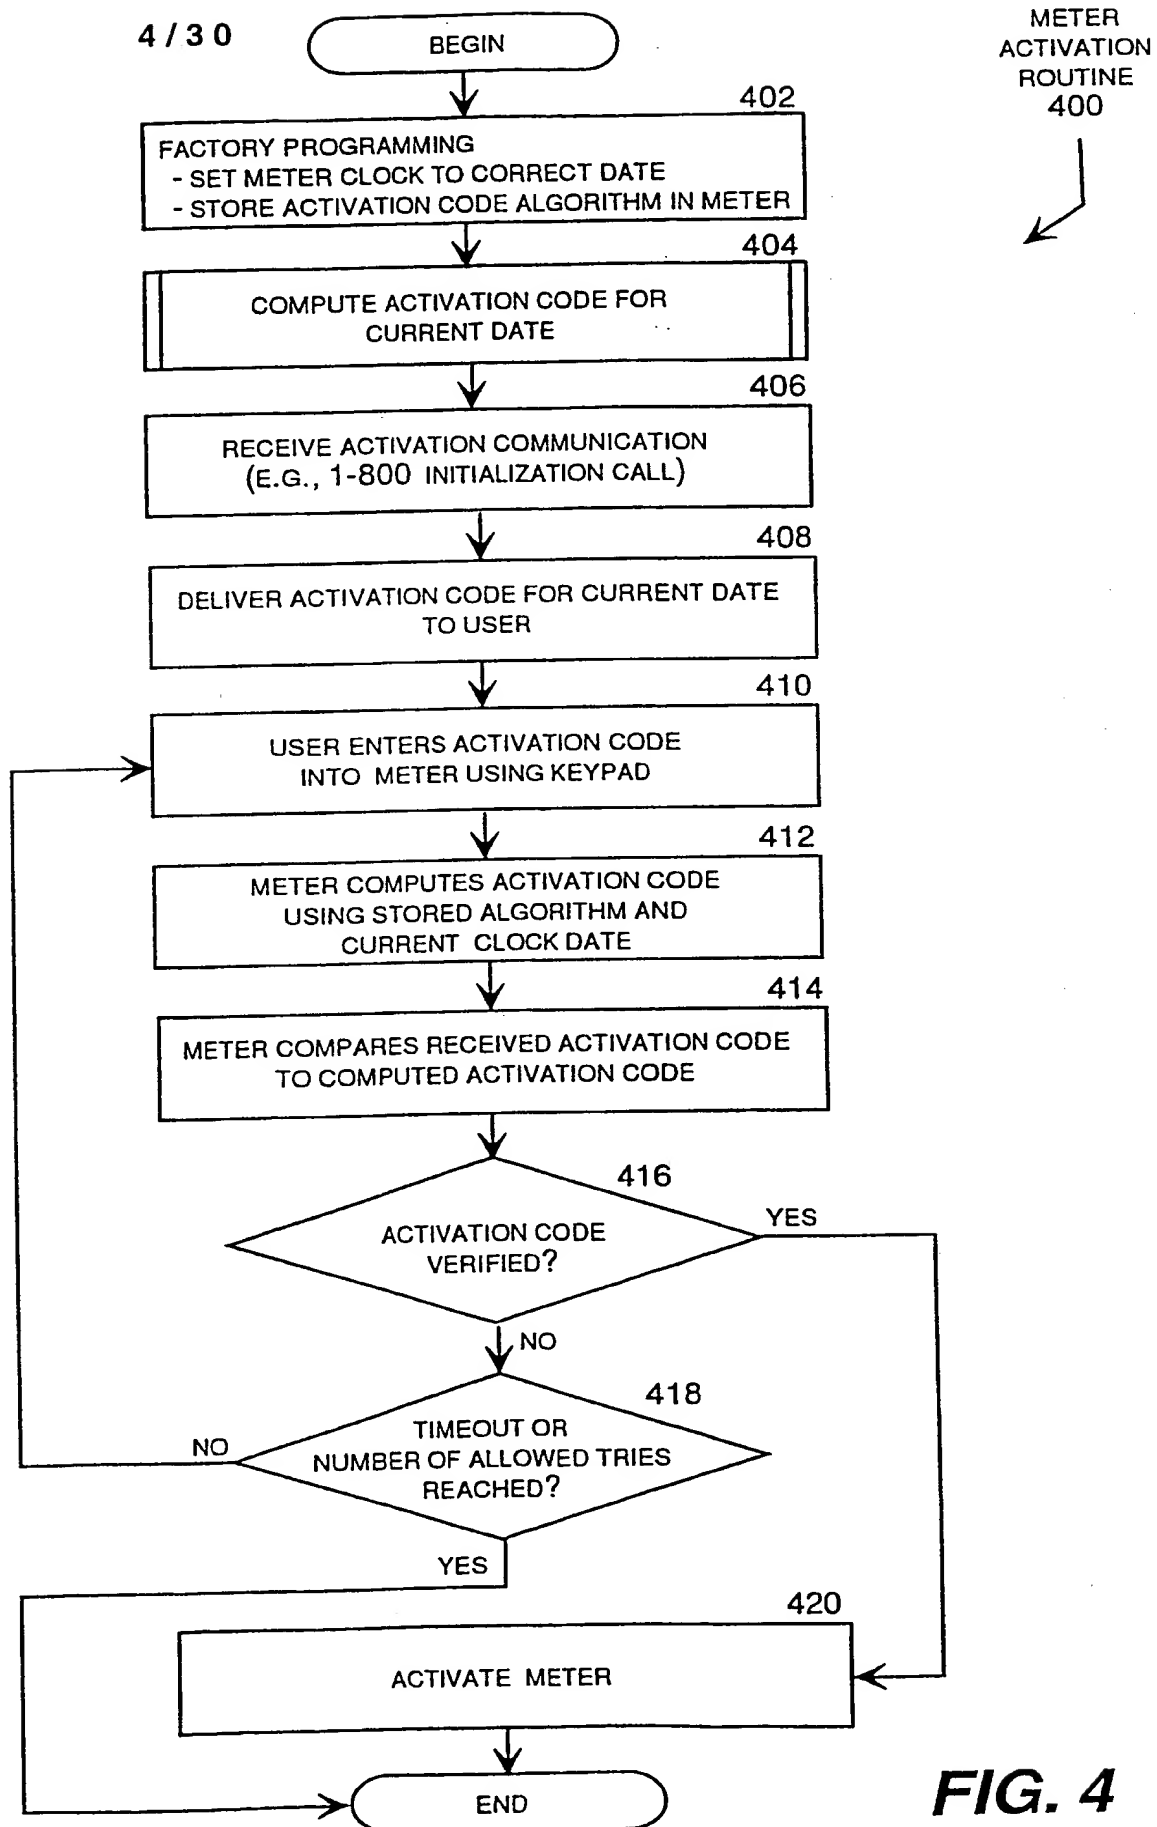 4/30
BEGIN
METER
ACTIVATION
ROUTINE
400
402
FACTORY PROGRAMMING
- SET METER CLOCK TO CORRECT DATE
- STORE ACTIVATION CODE ALGORITHM IN METER
404
COMPUTE ACTIVATION CODE FOR
CURRENT DATE
406
RECEIVE ACTIVATION COMMUNICATION
(E.G., 1-800 INITIALIZATION CALL)
408
DELIVER ACTIVATION CODE FOR CURRENT DATE
TO USER
410
USER ENTERS ACTIVATION CODE
INTO METER USING KEYPAD
412
METER COMPUTES ACTIVATION CODE
USING STORED ALGORITHM AND
CURRENT CLOCK DATE
414
METER COMPARES RECEIVED ACTIVATION CODE
TO COMPUTED ACTIVATION CODE
416
ACTIVATION CODE
VERIFIED?
YES
NO
418
TIMEOUT OR
NUMBER OF ALLOWED TRIES
REACHED?
NO
YES
420
ACTIVATE METER
END
FIG. 4